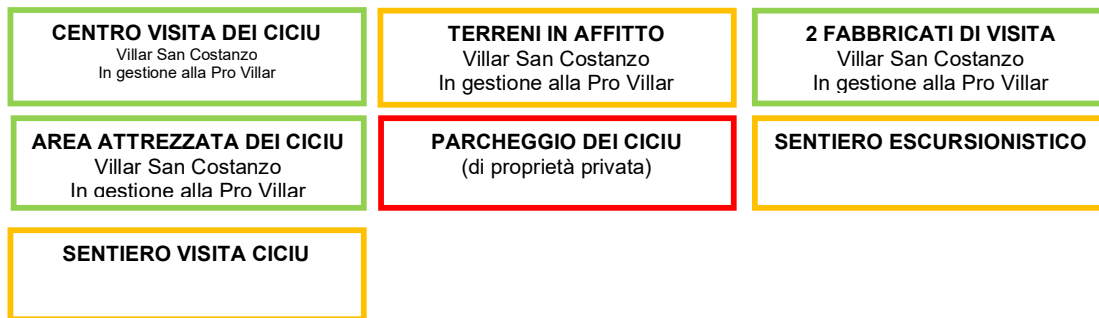 CENTRO VISITA DEI CICIU
Villar San Costanzo
In gestione alla Pro Villar
TERRENI IN AFFITTO
Villar San Costanzo
In gestione alla Pro Villar
2 FABBRICATI DI VISITA
Villar San Costanzo
In gestione alla Pro Villar
AREA ATTREZZATA DEI CICIU
Villar San Costanzo
In gestione alla Pro Villar
PARCHEGGIO DEI CICIU
(di proprietà privata)
SENTIERO ESCURSIONISTICO
SENTIERO VISITA CICIU